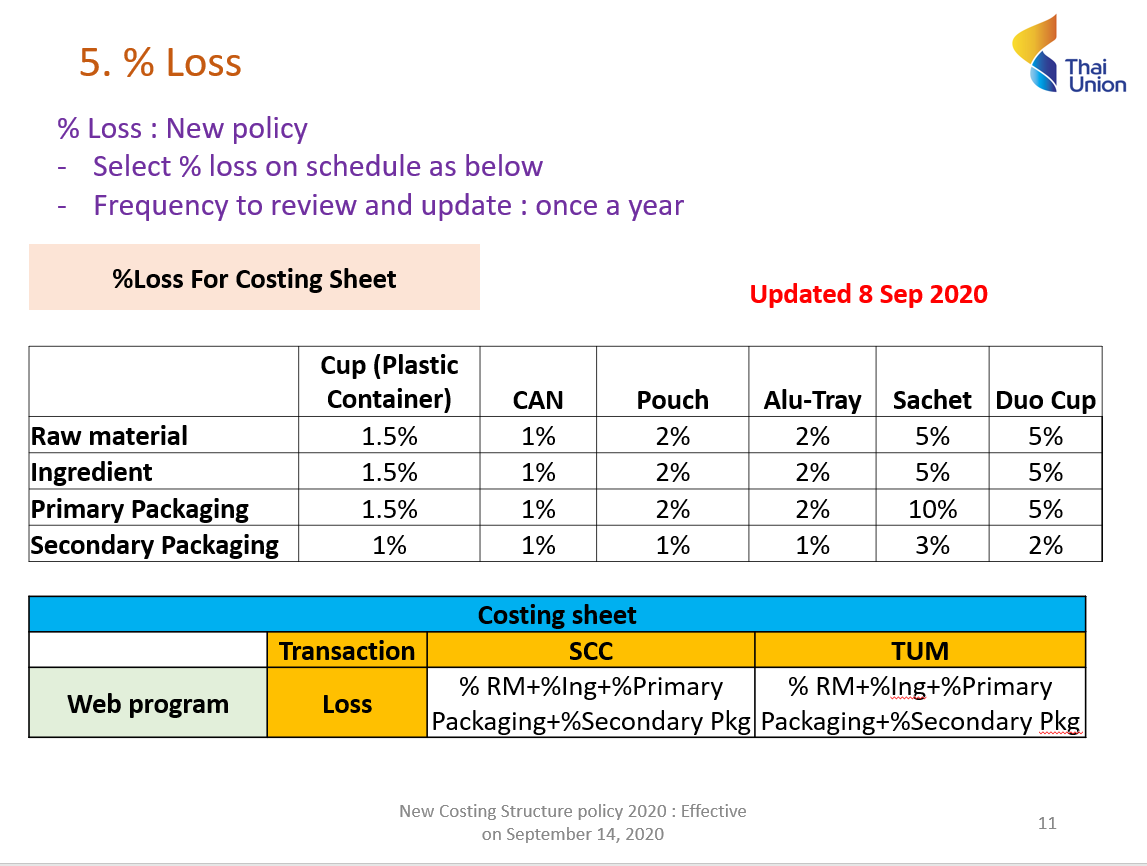 5. % Loss
Thai
Union
% Loss : New policy
- Select % loss on schedule as below
- Frequency to review and update : once a year
%Loss For Costing Sheet
Updated 8 Sep 2020
Cup (Plastic
Container) CAN Pouch Alu-Tray Sachet Duo Cup
Raw material 1.5% 1% 2% 2% 5% 5%
Ingredient 1.5% 1% 2% 2% 5% 5%
Primary Packaging 1.5% 1% 2% 2% 10% 5%
Secondary Packaging 1% 1% 1% 1% 3% 2%
Costing sheet
Transaction SCC TUM
Web program Loss
% RM+%Ing+%Primary
Packaging+%Secondary Pkg
% RM+%Ing+%Primary
Packaging+%Secondary Pkg
New Costing Structure policy 2020 : Effective
on September 14, 2020
11